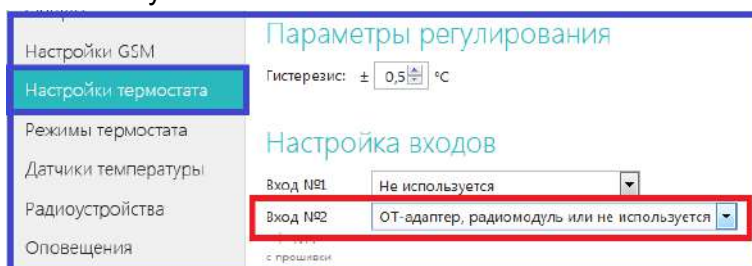 Параметры регулирования
Настройки GSM
Гистерезис: ± 0,5 °C
Настройки термостата
Режимы термостата
Настройка входов
Датчики температуры
Вход №1 Не используется
Радиоустройства
Вход №2 ОТ-адаптер, радиомодуль или не используется
Оповещения
с прошивки